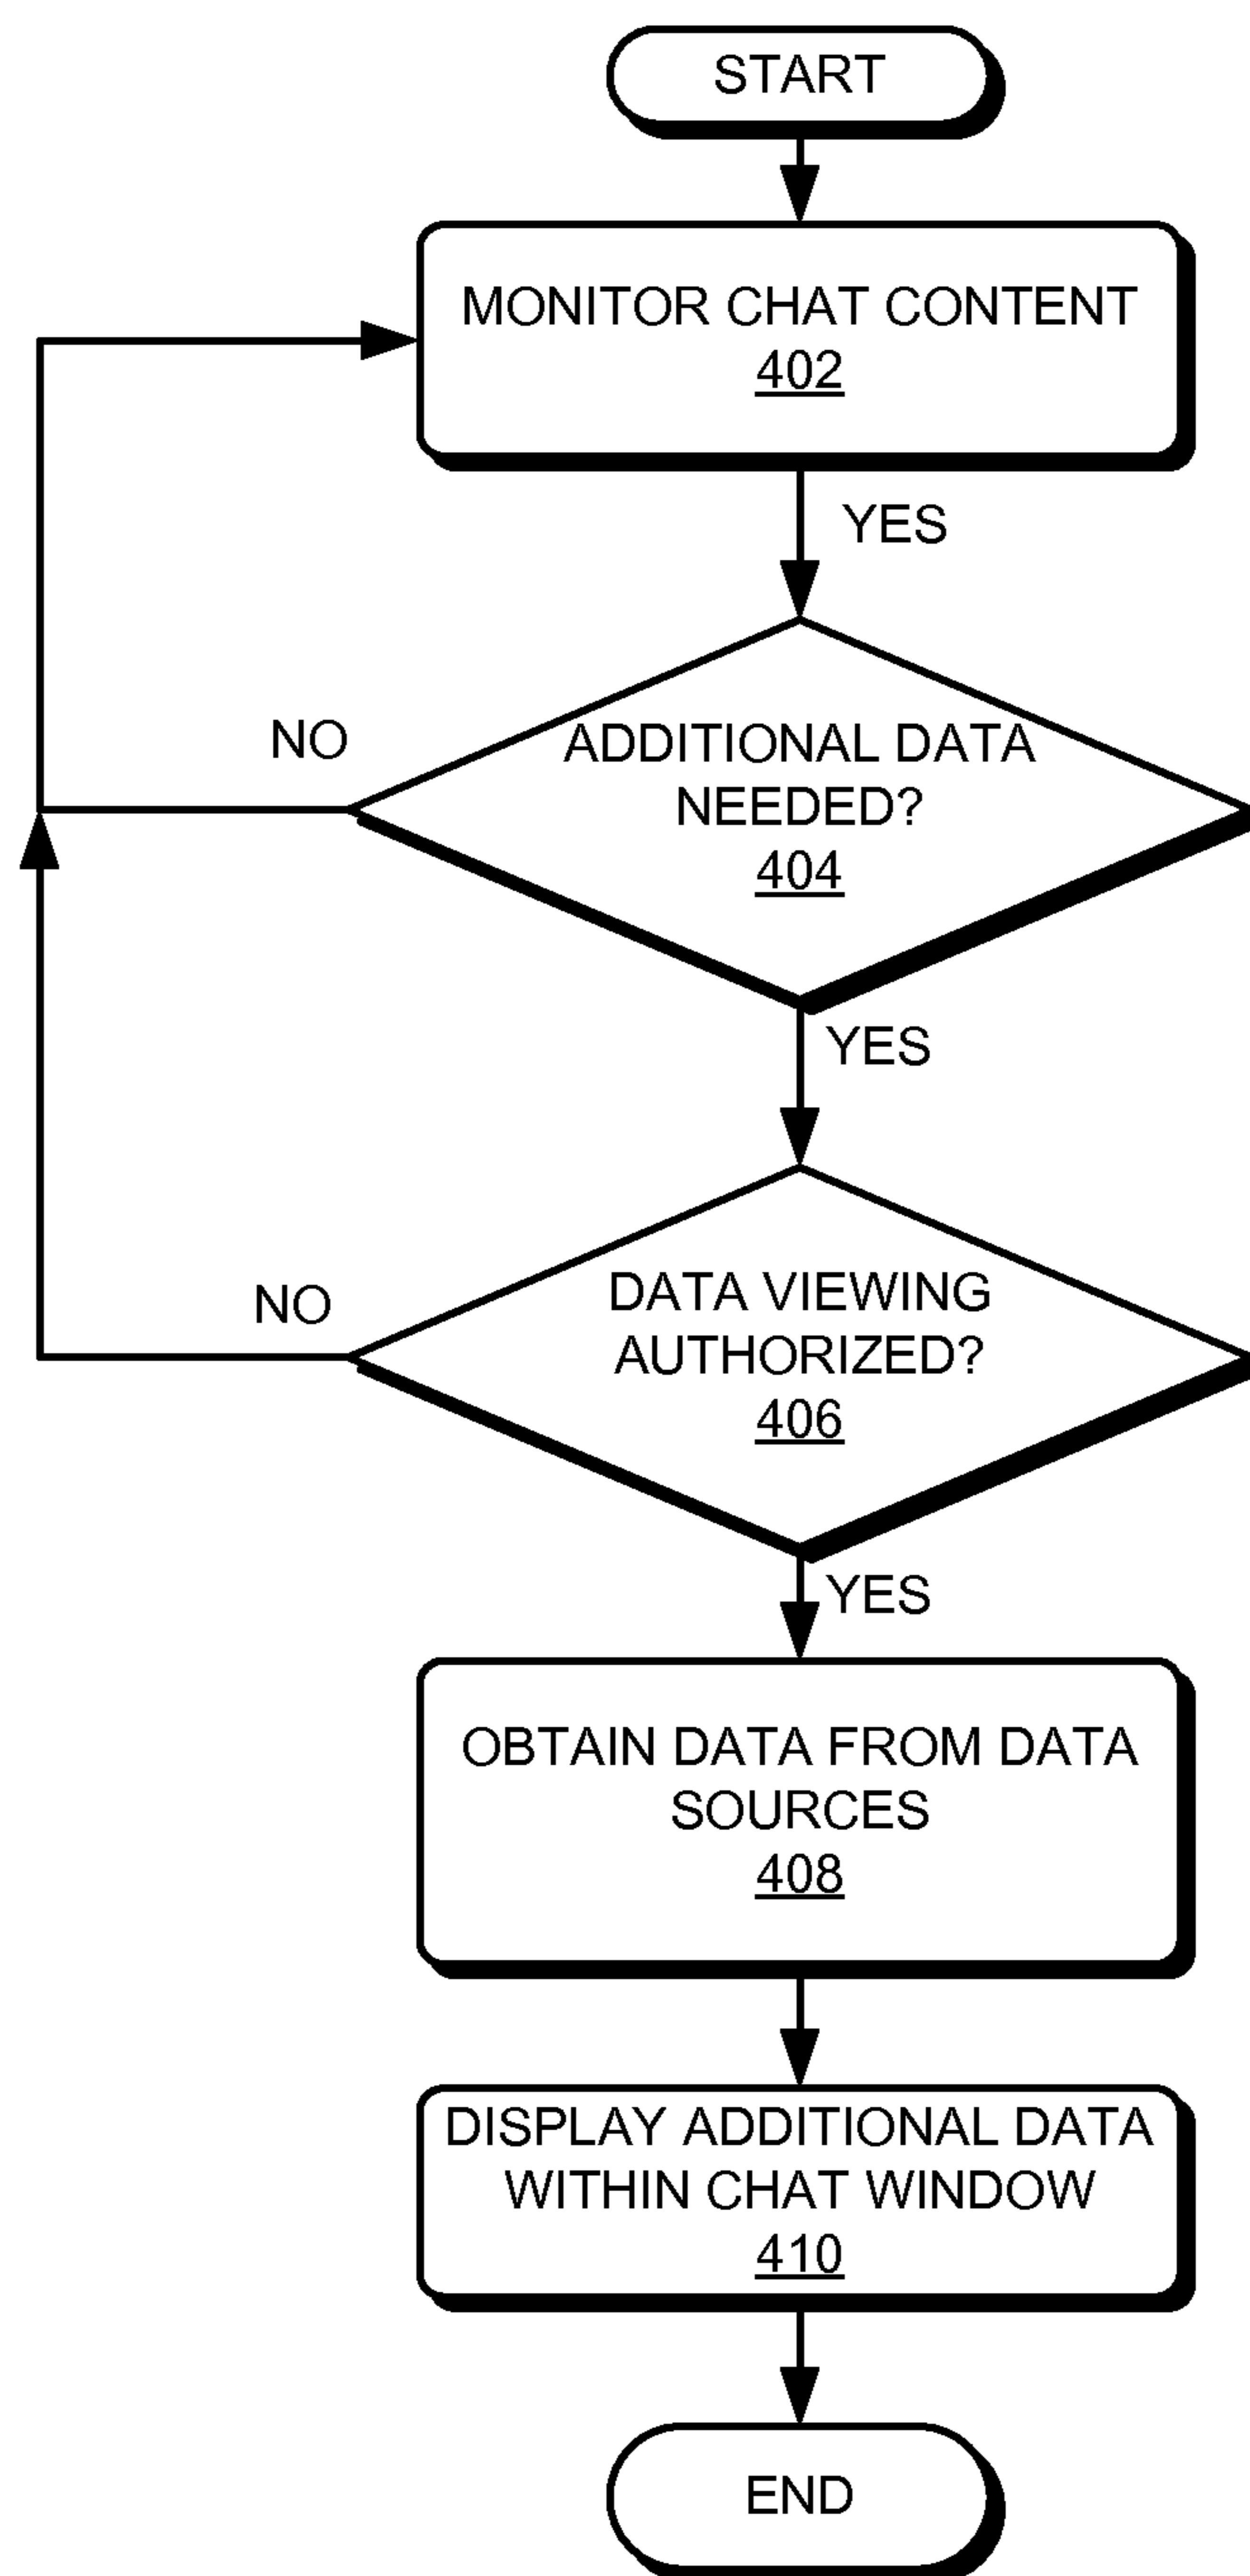 START
MONITOR CHAT CONTENT
402
YES
NO
ADDITIONAL DATA
NEEDED?
404
YES
NO
DATA VIEWING
AUTHORIZED?
406
YES
OBTAIN DATA FROM DATA
SOURCES
408
DISPLAY ADDITIONAL DATA
WITHIN CHAT WINDOW
410
END